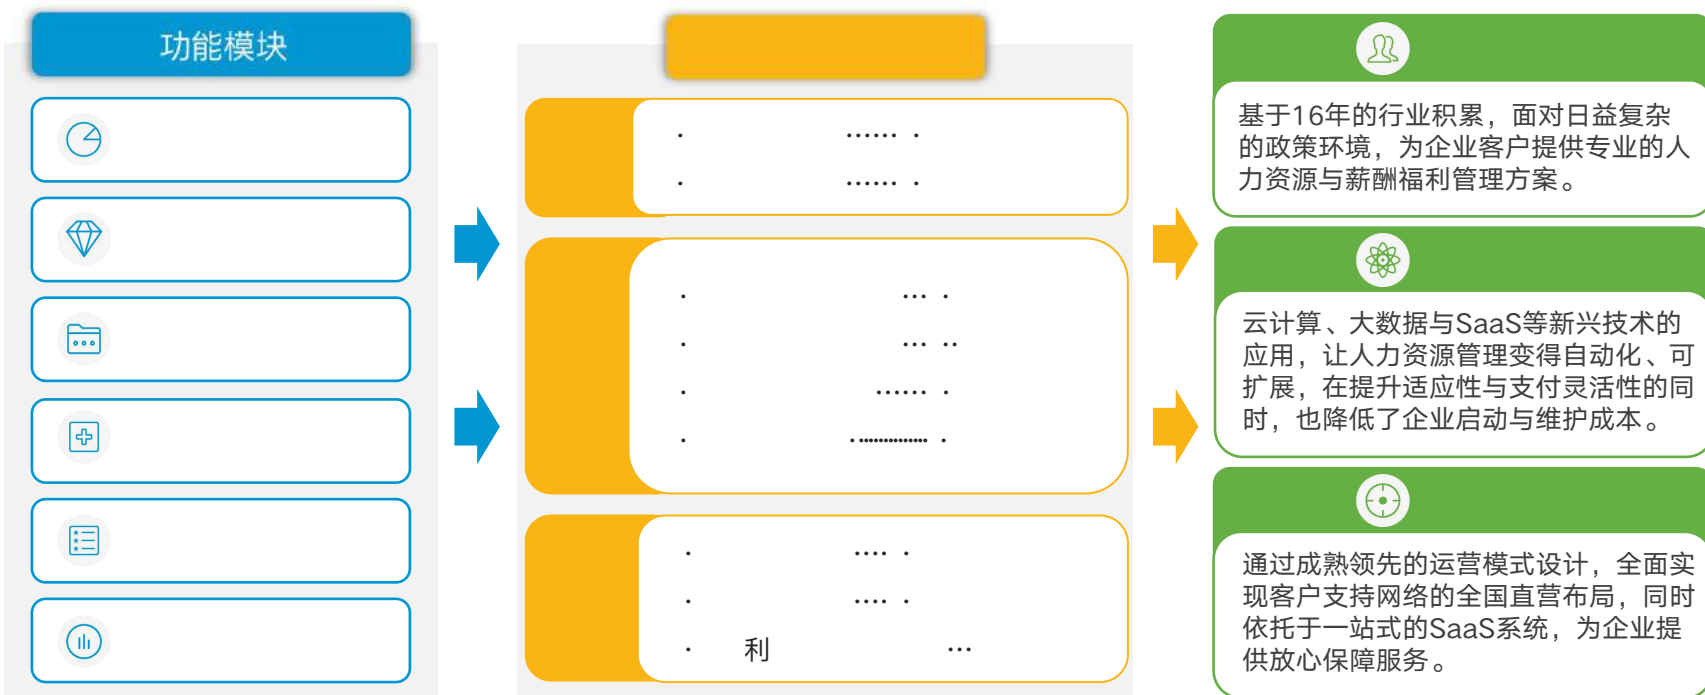 功能模块
· ...... ·
· ...... ·
· ... ·
· ... ··
· ...... ·
· .............. ·
· .... ·
· .... ·
· 利 ...
基于16年的行业积累，面对日益复杂
的政策环境，为企业客户提供专业的人
力资源与薪酬福利管理方案。
云计算、大数据与SaaS等新兴技术的
应用，让人力资源管理变得自动化、可
扩展，在提升适应性与支付灵活性的同
时，也降低了企业启动与维护成本。
通过成熟领先的运营模式设计，全面实
现客户支持网络的全国直营布局，同时
依托于一站式的SaaS系统，为企业提
供放心保障服务。